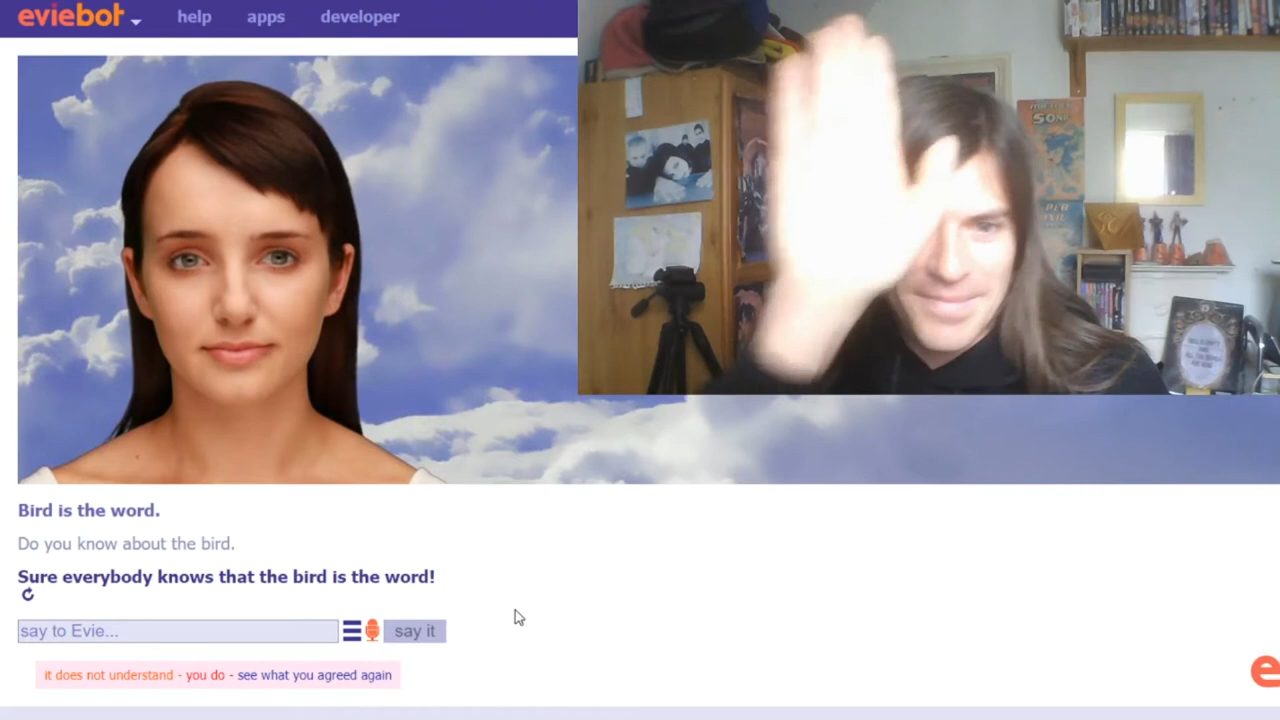 eviebot
help
apps
developer
SONIC
Bird is the word.
Do you know about the bird.
Sure everybody knows that the bird is the word!
say to Evie...
say it
it does not understand - you do - see what you agreed again
e